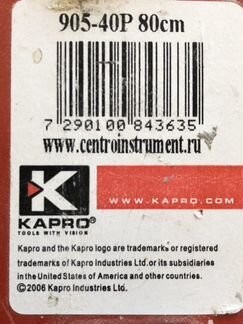 905-40P 80cm
7 290100 843635
www.centroinstrument.ru
KAPRO®
TOOLS WITH VISION
WWW.KAPRO.COM
Kapro and the Kapro logo are trademarks or registered
trademarks of Kapro Industries Ltd.or its subsidiaries
in the United States of America and other countries.
©2006 Kapro Industries Ltd.